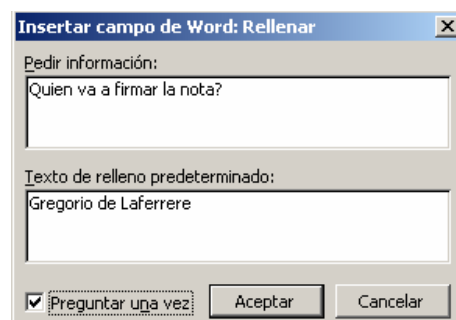 Insertar campo de Word: Rellenar
Pedir información:
Quien va a firmar la nota?
Texto de relleno predeterminado:
Gregorio de Laferrere
Preguntar una vez
Aceptar
Cancelar